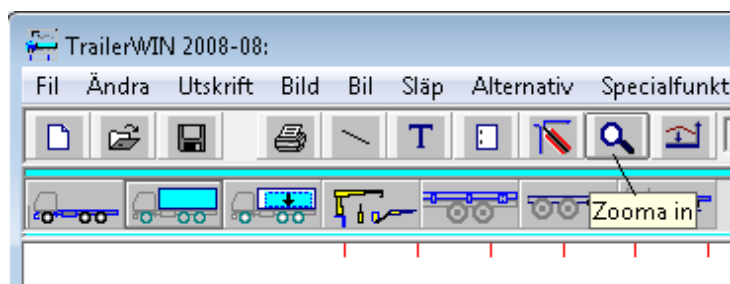 TrailerWIN 2008-08:
Fil Ändra Utskrift Bild Bil Släp Alternativ Specialfunkt
T
Zooma in